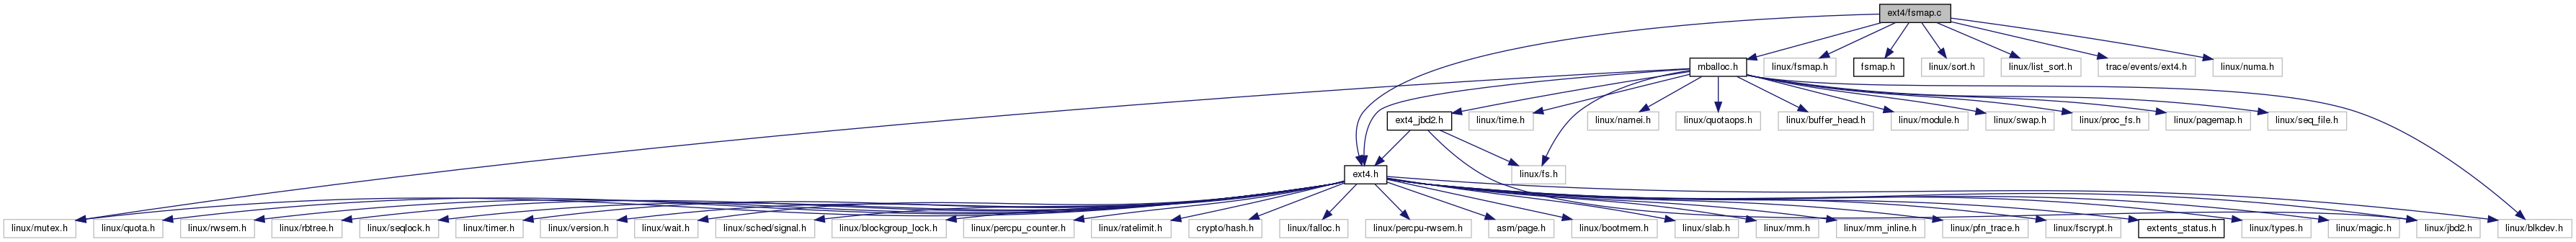 ext4/fsmap.c
mballoc.h
linux/fsmap.h
fsmap.h
linux/sort.h
linux/list_sort.h
trace/events/ext4.h
linux/numa.h
ext4_jbd2.h
linux/time.h
linux/namei.h
linux/quotaops.h
linux/buffer_head.h
linux/module.h
linux/swap.h
linux/proc_fs.h
linux/pagemap.h
linux/seq_file.h
ext4.h
linux/fs.h
linux/mutex.h
linux/quota.h
linux/rwsem.h
linux/rbtree.h
linux/seqlock.h
linux/timer.h
linux/version.h
linux/wait.h
linux/sched/signal.h
linux/blockgroup_lock.h
linux/percpu_counter.h
linux/ratelimit.h
crypto/hash.h
linux/falloc.h
linux/percpu-rwsem.h
asm/page.h
linux/bootmem.h
linux/slab.h
linux/mm.h
linux/mm_inline.h
linux/pfn_trace.h
linux/fscrypt.h
extents_status.h
linux/types.h
linux/magic.h
linux/jbd2.h
linux/blkdev.h